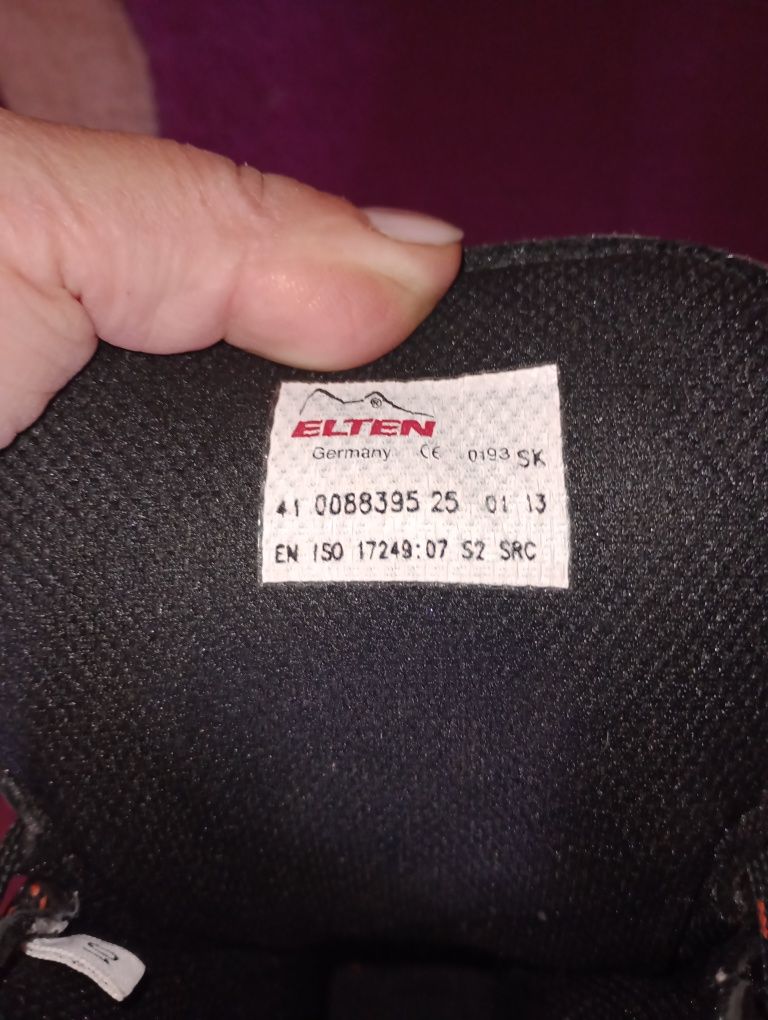 ®
ELTEN
Germany CE 0193 SK
41 0088395 25 01 13
EN ISO 17249:07 S2 SRC